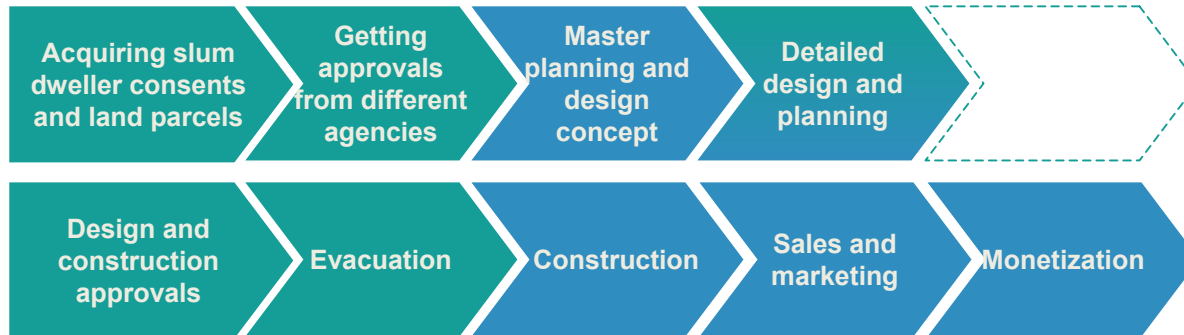 Acquiring slum
dweller consents
and land parcels
Getting
approvals
from different
agencies
Master
planning and
design
concept
Detailed
design and
planning
Design and
construction
approvals
Evacuation
Construction
Sales and
marketing
Monetization